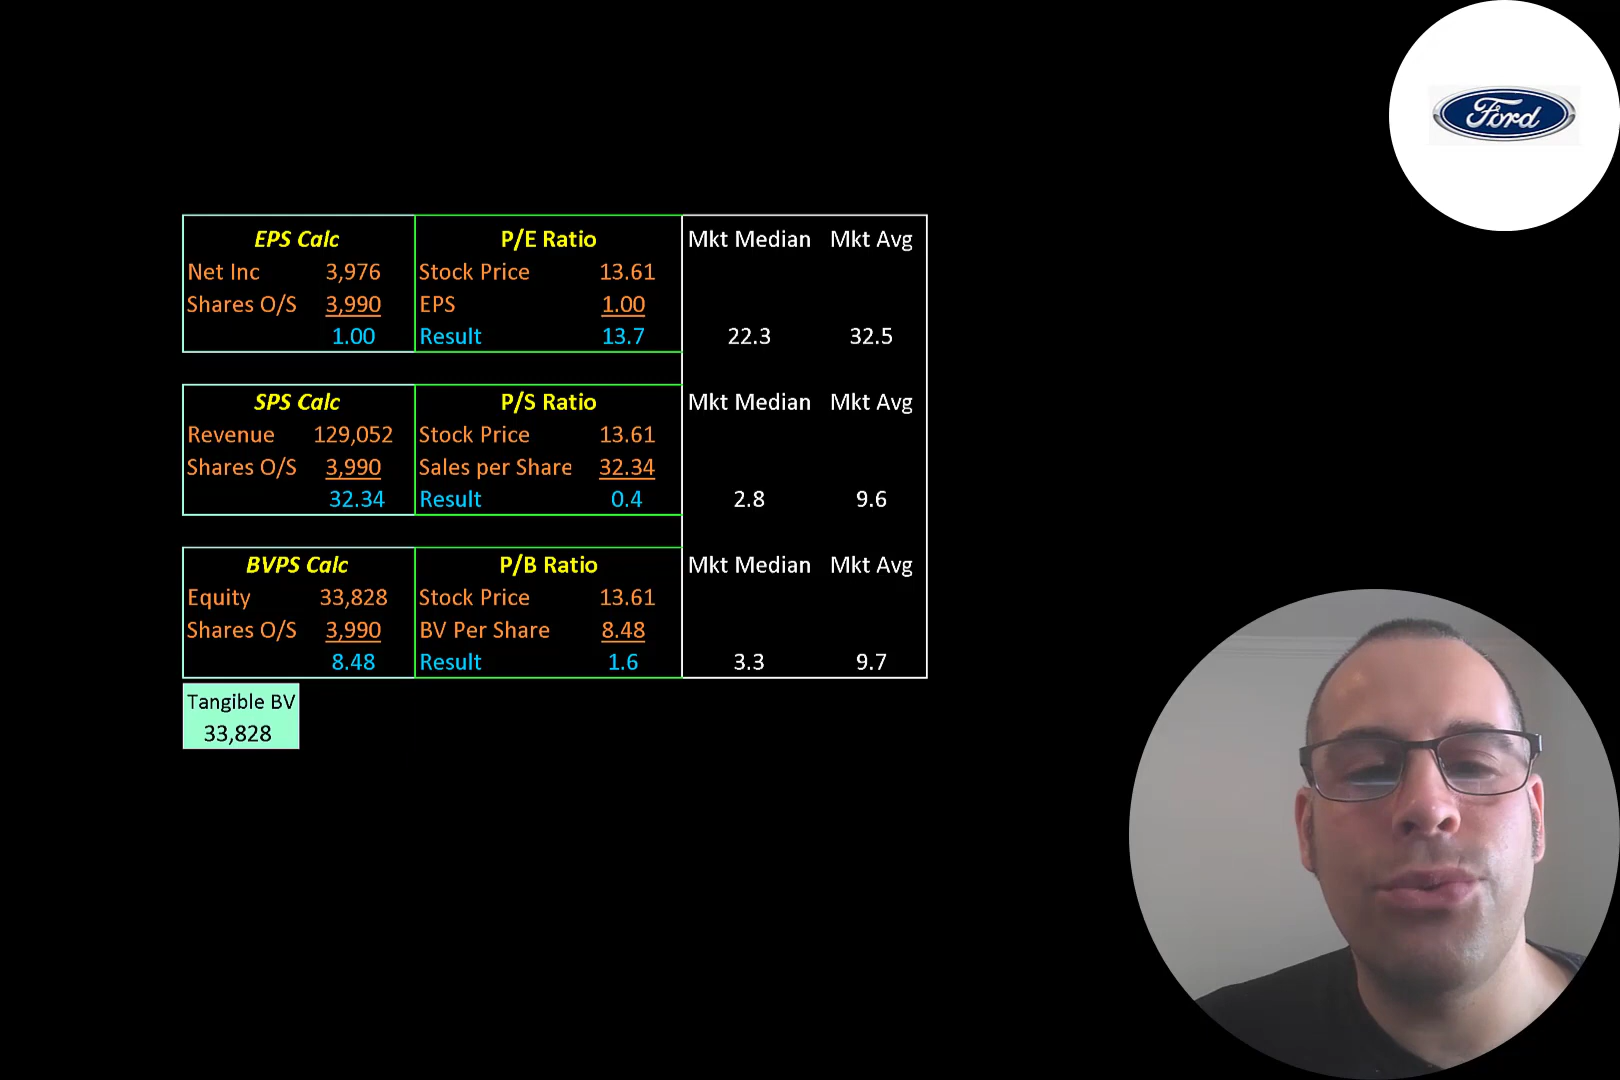 Ford
EPS Calc P/E Ratio Mkt Median Mkt Avg
Net Inc 3,976 Stock Price 13.61
Shares O/S 3,990 EPS 1.00
1.00 Result 13.7 22.3 32.5
SPS Calc P/S Ratio Mkt Median Mkt Avg
Revenue 129,052 Stock Price 13.61
Shares O/S 3,990 Sales per Share 32.34
32.34 Result 0.4 2.8 9.6
BVPS Calc P/B Ratio Mkt Median Mkt Avg
Equity 33,828 Stock Price 13.61
Shares O/S 3,990 BV Per Share 8.48
8.48 Result 1.6 3.3 9.7
Tangible BV
33,828